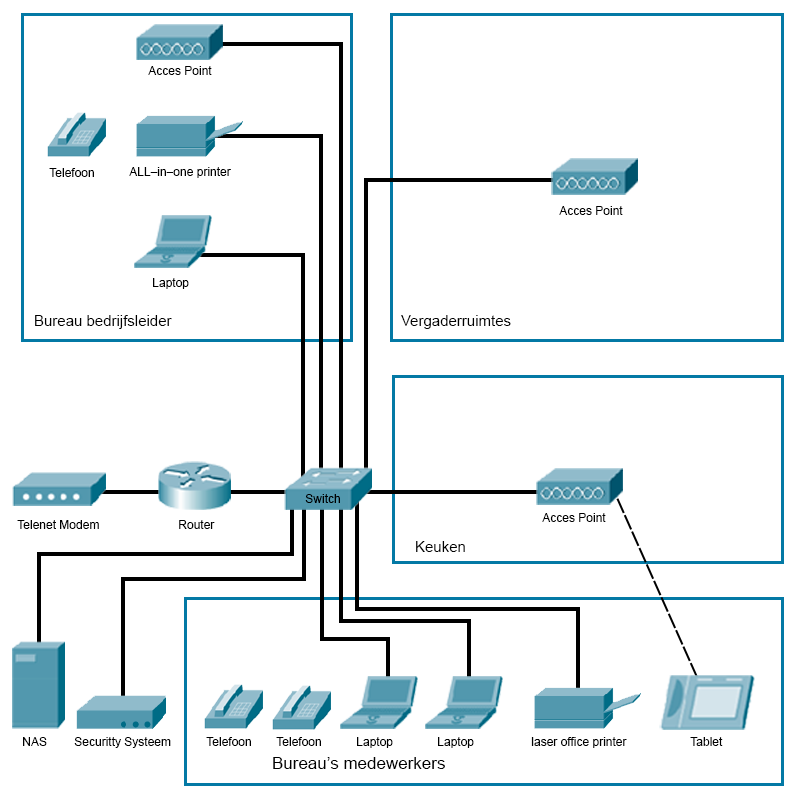 Acces Point
Telefoon
ALL–in–one printer
Laptop
Bureau bedrijfsleider
Acces Point
Vergaderruimtes
Telenet Modem
Router
Switch
Acces Point
Keuken
NAS
Securitty Systeem
Telefoon
Telefoon
Laptop
Laptop
laser office printer
Tablet
Bureau’s medewerkers